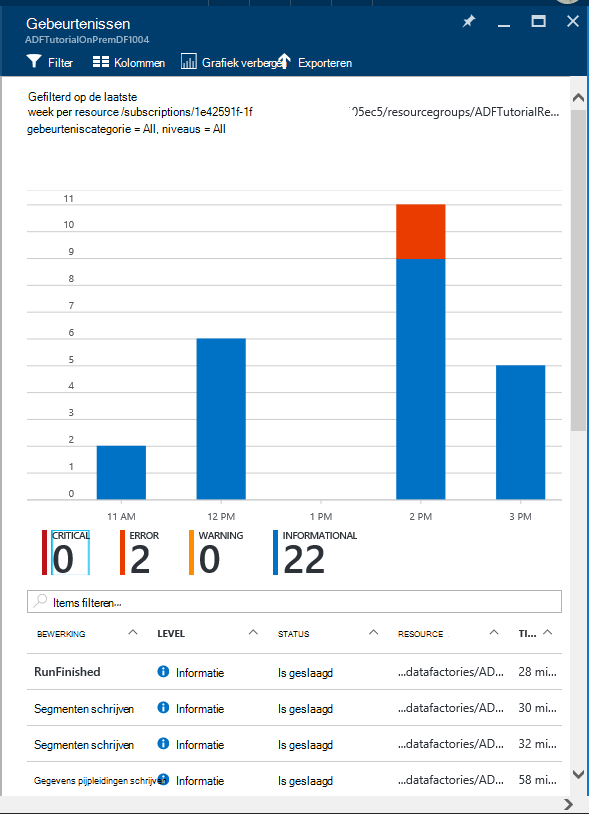 Gebeurtenissen
ADFTutorialOnPremDF1004
Filter Kolommen Grafiek verbergen Exporteren
Gefilterd op de laatste
week per resource /subscriptions/1e42591f-1f 05ec5/resourcegroups/ADFTutorialRe...
gebeurteniscategorie = All, niveaus = All
11
10
9
8
7
6
5
4
3
2
1
0
11 AM 12 PM 1 PM 2 PM 3 PM
CRITICAL ERROR WARNING INFORMATIONAL
0 2 0 22
Items filteren...
BEWERKING LEVEL STATUS RESOURCE TI...
RunFinished Informatie Is geslaagd ...datafactories/AD... 28 mi...
Segmenten schrijven Informatie Is geslaagd ...datafactories/AD... 30 mi...
Segmenten schrijven Informatie Is geslaagd ...datafactories/AD... 32 mi...
Gegevens pijpleidingen schrijven Informatie Is geslaagd ...datafactories/AD... 58 mi...